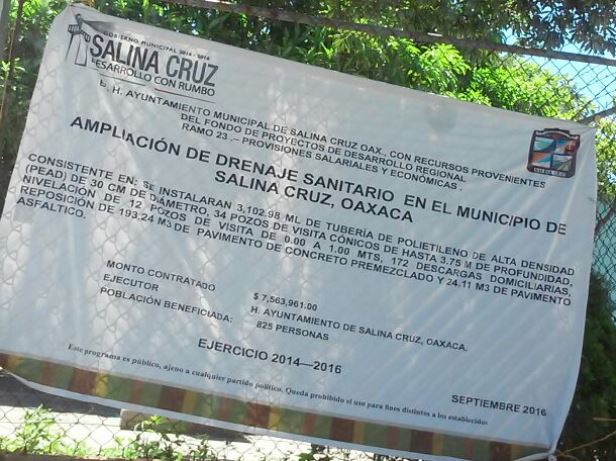 GOBIERNO MUNICIPAL 2014 - 2016
SALINA CRUZ
DESARROLLO CON RUMBO
H. AYUNTAMIENTO MUNICIPAL DE SALINA CRUZ OAX., CON RECURSOS PROVENIENTES
DEL FONDO DE PROYECTOS DE DESARROLLO REGIONAL
RAMO 23.- PROVISIONES SALARIALES Y ECONÓMICAS .
AMPLIACIÓN DE DRENAJE SANITARIO EN EL MUNICIPIO DE
SALINA CRUZ, OAXACA
CONSISTENTE EN: SE INSTALARAN 3,102.98 ML DE TUBERÍA DE POLIETILENO DE ALTA DENSIDAD
(PEAD) DE 30 CM DE DIÁMETRO, 34 POZOS DE VISITA CÓNICOS DE HASTA 3.75 M DE PROFUNDIDAD,
NIVELACIÓN DE 12 POZOS DE VISITA DE 0.00 A 1.00 MTS, 172 DESCARGAS DOMICILIARIAS,
REPOSICIÓN DE 193.24 M3 DE PAVIMENTO DE CONCRETO PREMEZCLADO Y 24.11 M3 DE PAVIMENTO
ASFALTICO.
MONTO CONTRATADO $ 7,563,961.00
EJECUTOR H. AYUNTAMIENTO DE SALINA CRUZ, OAXACA.
POBLACIÓN BENEFICIADA: 825 PERSONAS
EJERCICIO 2014—2016
SEPTIEMBRE 2016
Este programa es público, ajeno a cualquier partido político. Queda prohibido el uso para fines distintos a los establecidos